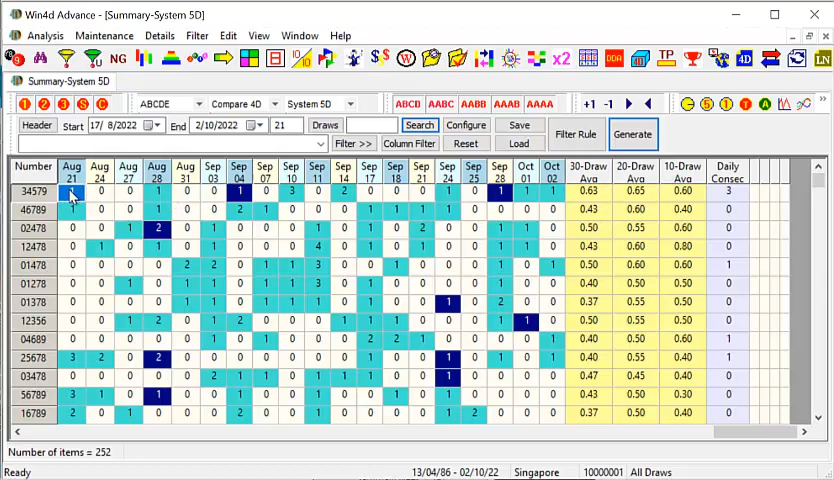 Win4d Advance - [Summary-System 5D]
Analysis Maintenance Details Filter Edit View Window Help
NG 10/10 $$ W x2 DDA TP 4D LN
Summary-System 5D
1 2 3 S C ABCDE Compare 4D System 5D ABCD AABC AABB AAAB AAAA +1 -1 5 1 T A
Header Start 17/ 8/2022 End 2/10/2022 21 Draws Search Configure Save Filter Rule Generate
Filter >> Column Filter Reset Load
Number Aug 21 Aug 24 Aug 27 Aug 28 Aug 31 Sep 03 Sep 04 Sep 07 Sep 10 Sep 11 Sep 14 Sep 17 Sep 18 Sep 21 Sep 24 Sep 25 Sep 28 Oct 01 Oct 02 30-Draw Avg 20-Draw Avg 10-Draw Avg Daily Consec
34579 0 0 1 0 0 1 0 3 0 2 0 0 0 1 0 1 1 1 0.63 0.65 0.60 3
46789 1 0 0 1 0 0 2 1 0 0 0 1 1 1 1 0 0 0 0 0.43 0.60 0.40 0
02478 0 0 1 2 0 1 0 0 0 1 0 1 0 2 0 0 1 1 0 0.50 0.55 0.60 0
12478 0 1 0 1 0 1 0 0 0 4 0 1 0 1 0 0 1 1 0 0.43 0.60 0.80 0
01478 0 0 0 0 2 2 0 1 1 3 0 0 1 0 0 0 1 0 1 0.50 0.60 0.60 1
01278 0 0 1 0 1 1 0 1 1 3 0 1 0 0 0 0 1 0 0 0.40 0.50 0.50 0
01378 0 0 0 0 1 1 0 1 1 1 0 1 0 0 1 0 2 0 0 0.37 0.55 0.50 0
12356 0 0 1 2 0 1 2 0 0 0 1 1 1 0 0 0 1 1 0 0.50 0.55 0.50 0
04689 0 0 0 0 0 1 0 1 0 0 0 2 2 1 0 0 0 0 1 0.40 0.50 0.60 1
25678 3 2 0 2 0 0 0 0 0 0 0 1 0 0 1 0 1 0 1 0.40 0.55 0.40 1
03478 0 0 0 0 0 2 1 1 0 1 1 1 0 0 1 0 0 0 0 0.47 0.45 0.40 0
56789 3 1 0 1 0 0 1 0 0 1 0 0 1 0 1 0 0 0 0 0.43 0.50 0.30 0
16789 2 0 1 0 0 0 2 0 0 1 0 0 0 0 1 2 0 0 0 0.37 0.50 0.40 0
Number of items = 252
Ready 13/04/86 - 02/10/22 Singapore 10000001 All Draws